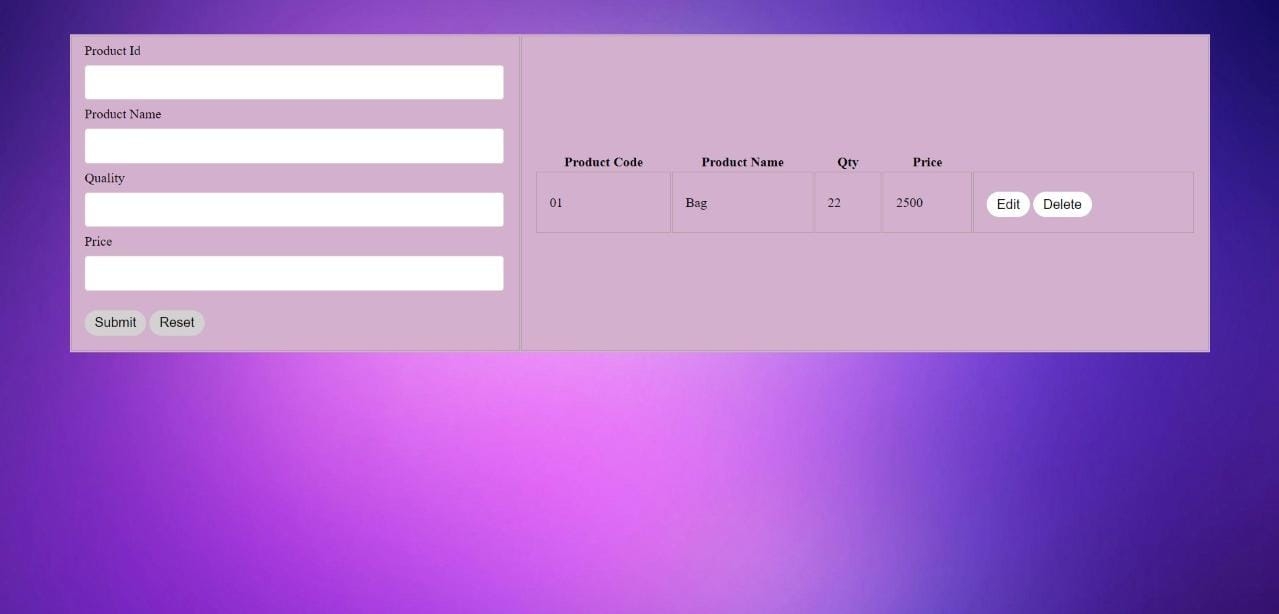 Product Id
Product Name
Quality
Price
Submit Reset
Product Code Product Name Qty Price
01 Bag 22 2500 Edit Delete